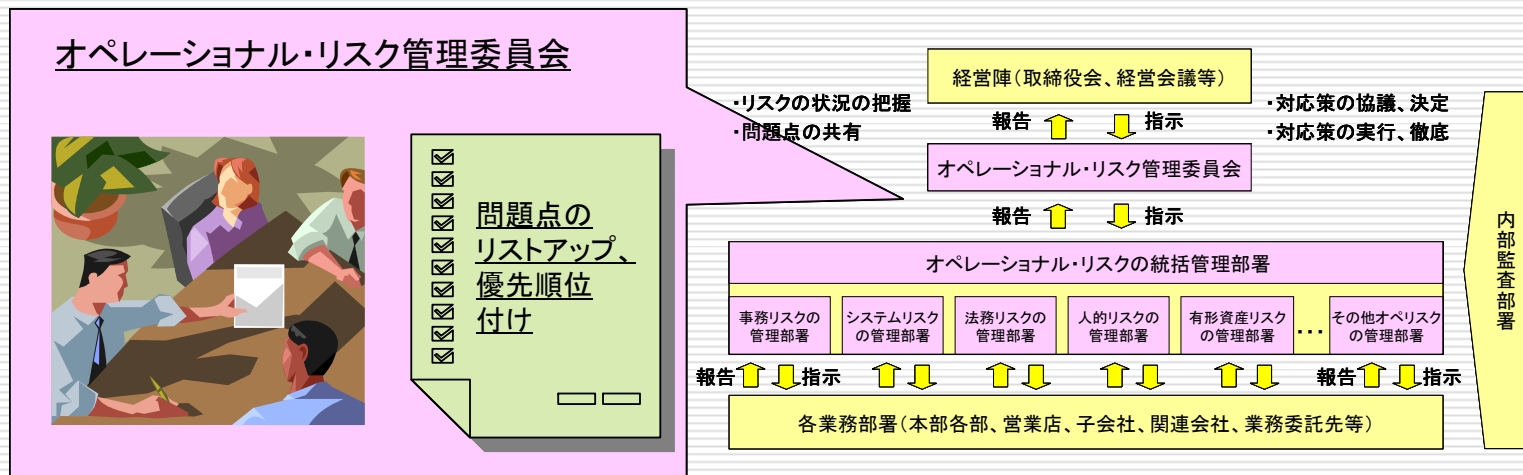 オペレーショナル・リスク管理委員会
問題点の
リストアップ、
優先順位
付け
経営陣（取締役会、経営会議等）
・リスクの状況の把握
・問題点の共有
報告
指示
・対応策の協議、決定
・対応策の実行、徹底
オペレーショナル・リスク管理委員会
報告
指示
オペレーショナル・リスクの統括管理部署
事務リスクの
管理部署
システムリスク
の管理部署
法務リスクの
管理部署
人的リスクの
管理部署
有形資産リスク
の管理部署
…
その他オペリスク
の管理部署
報告
指示
報告
指示
各業務部署（本部各部、営業店、子会社、関連会社、業務委託先等）
内部監査部署